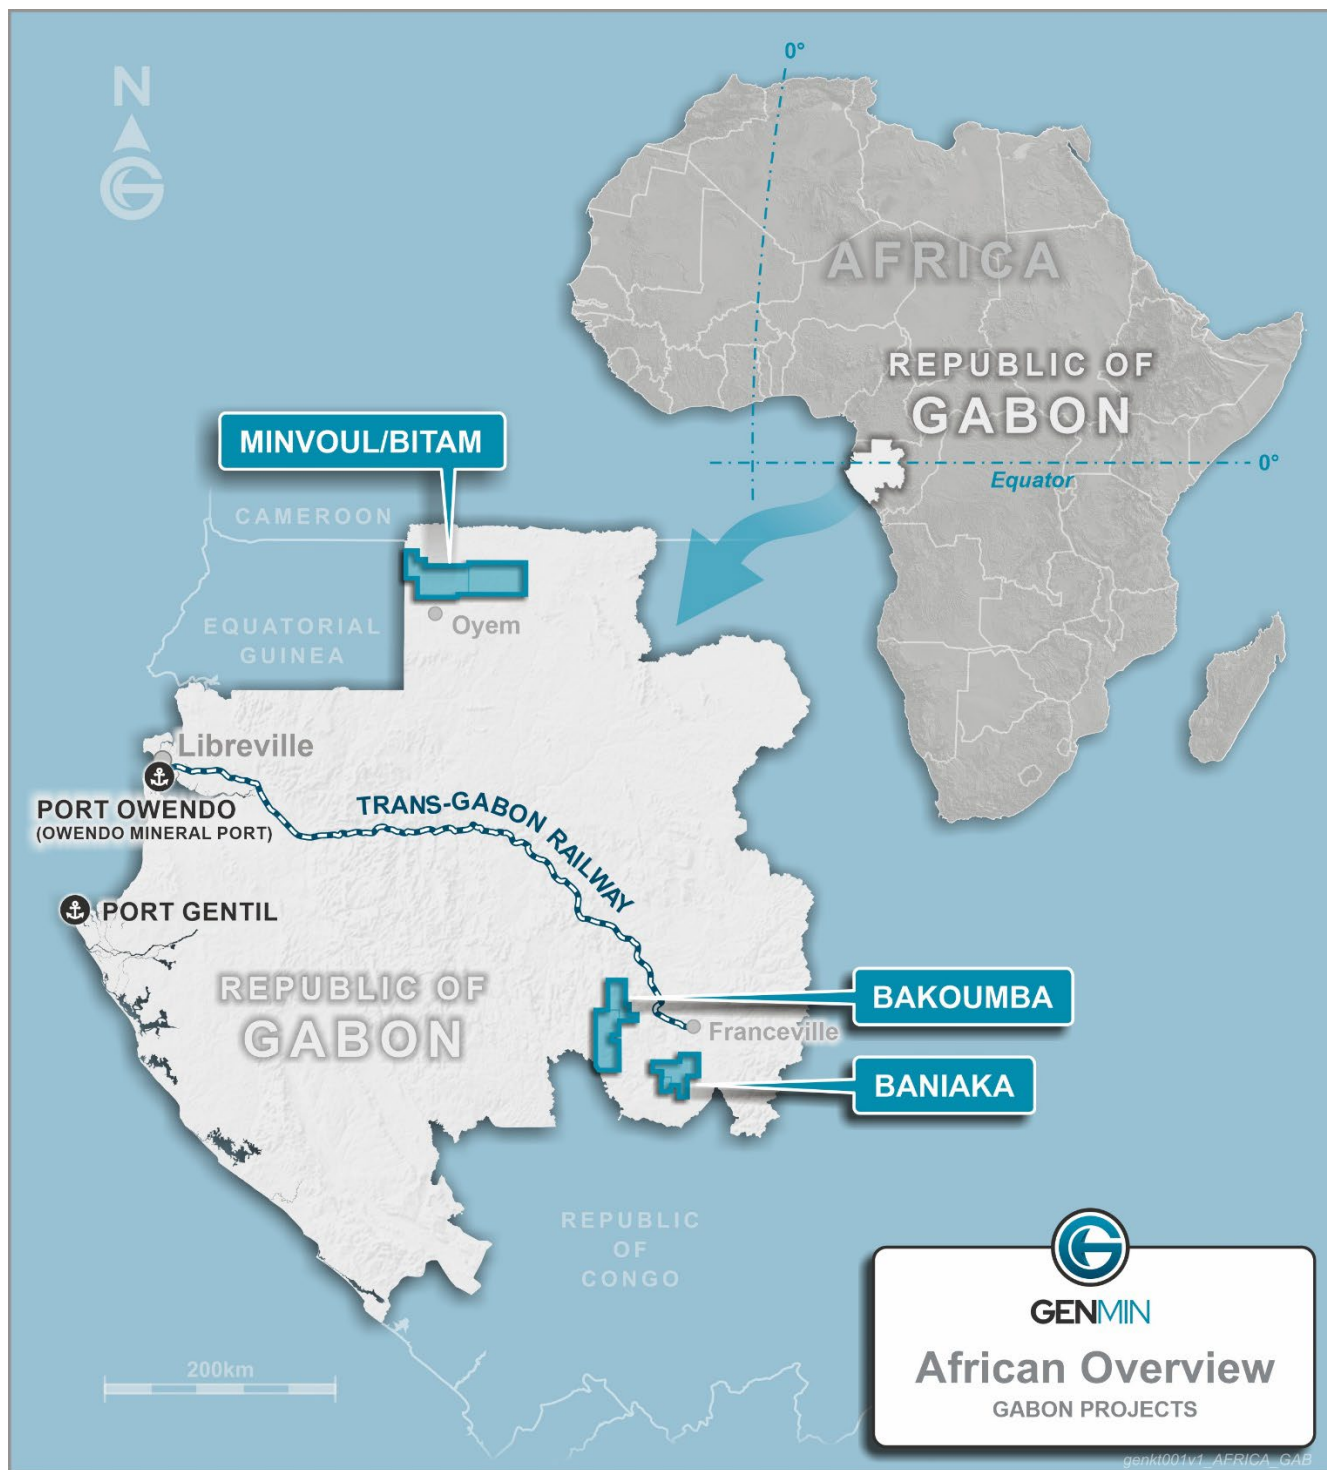 N
0°
AFRICA
REPUBLIC OF
GABON
0°
Equator
MINVOUL/BITAM
CAMEROON
EQUATORIAL
GUINEA
Oyem
Libreville
PORT OWENDO
(OWENDO MINERAL PORT)
TRANS-GABON RAILWAY
PORT GENTIL
REPUBLIC OF
GABON
BAKOUMBA
Franceville
BANIAKA
REPUBLIC
OF
CONGO
200km
GENMIN
African Overview
GABON PROJECTS
genkt001v1_AFRICA_GAB